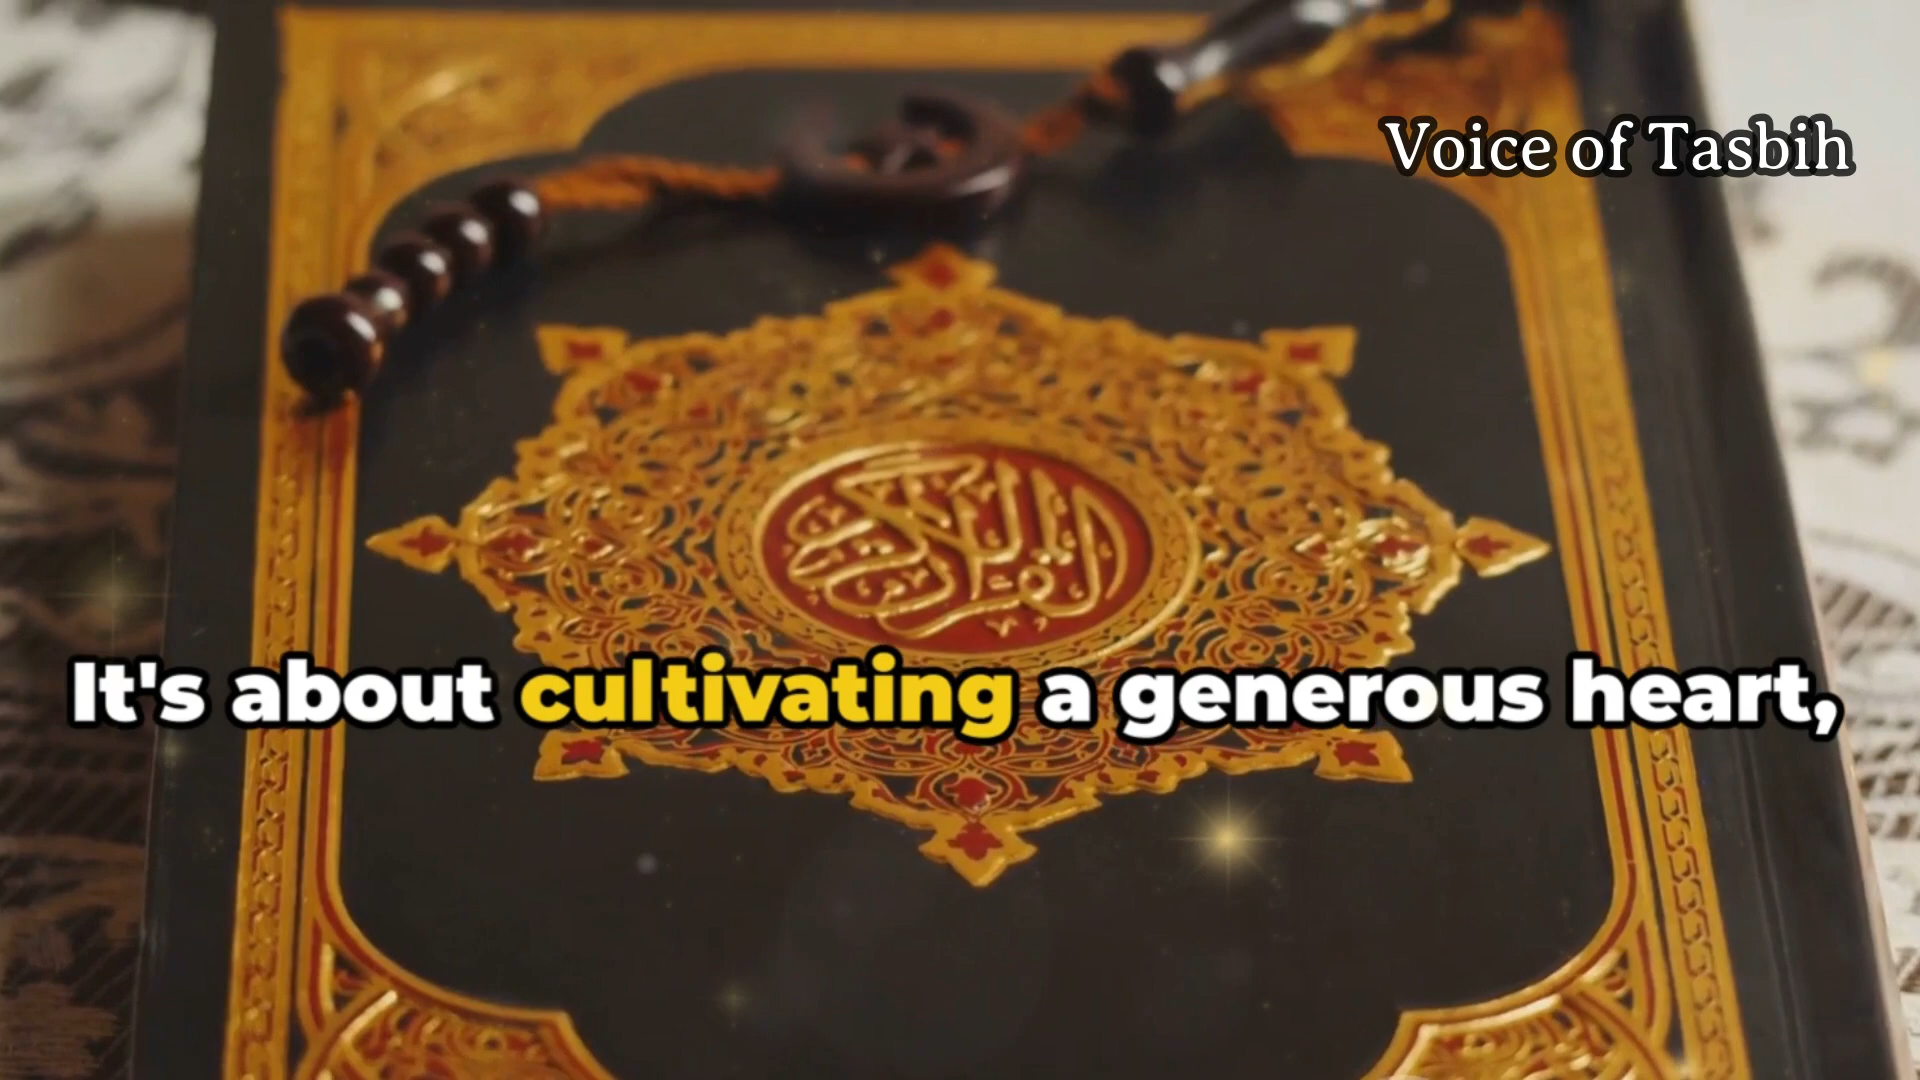 Voice of Tasbih
القرآن الكريم
It's about cultivating a generous heart,